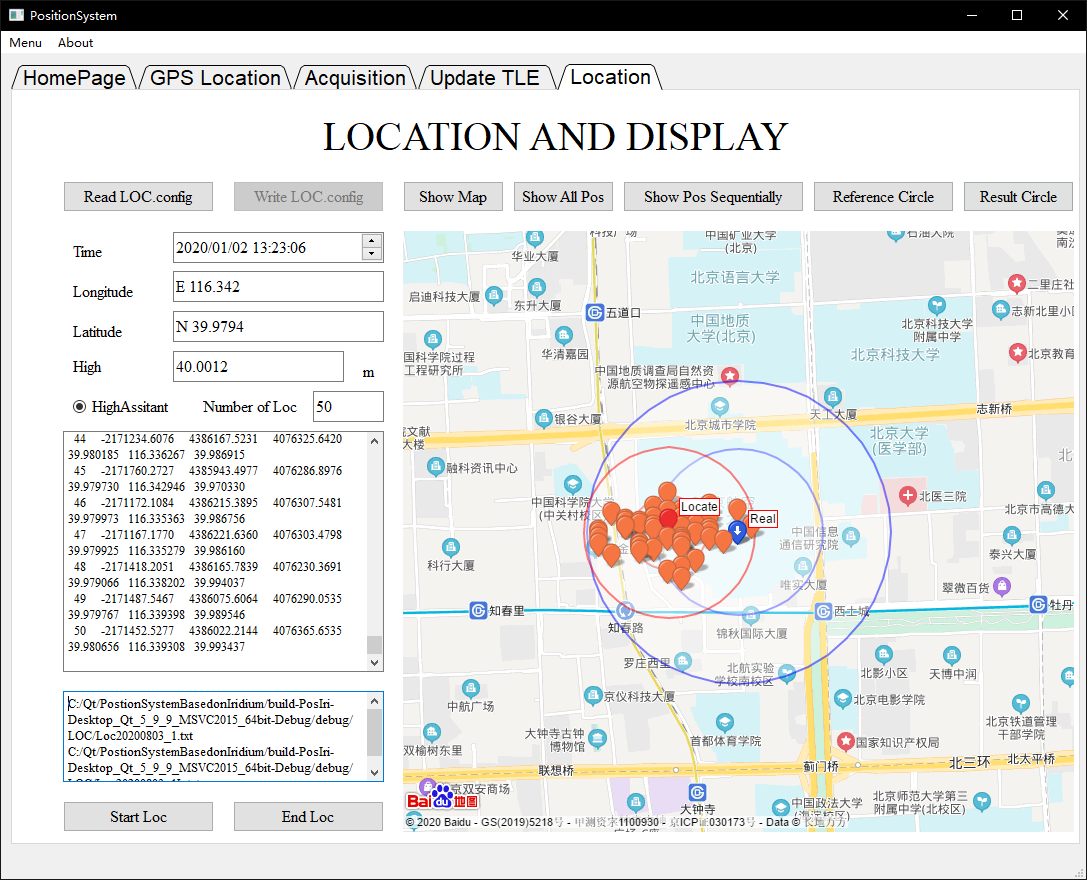 PositionSystem
Menu About
HomePage GPS Location Acquisition Update TLE Location
LOCATION AND DISPLAY
Read LOC.config Write LOC.config Show Map Show All Pos Show Pos Sequentially Reference Circle Result Circle
Time 2020/01/02 13:23:06
Longitude E 116.342
Latitude N 39.9794
High 40.0012 m
HighAssitant Number of Loc 50
44 -2171234.6076 4386167.5231 4076325.6420
39.980185 116.336267 39.986915
45 -2171760.2727 4385943.4977 4076286.8976
39.979730 116.342946 39.970330
46 -2171172.1084 4386215.3895 4076307.5481
39.979973 116.335363 39.986756
47 -2171167.1770 4386221.6360 4076303.4798
39.979925 116.335279 39.986160
48 -2171418.2051 4386165.7839 4076230.3691
39.979066 116.338202 39.994037
49 -2171487.5467 4386075.6064 4076290.0535
39.979767 116.339398 39.989546
50 -2171452.5277 4386022.2144 4076365.6535
39.980656 116.339308 39.993437
C:/Qt/PostionSystemBasedonIridium/build-PosIri-
Desktop_Qt_5_9_9_MSVC2015_64bit-Debug/debug/
LOC/Loc20200803_1.txt
C:/Qt/PostionSystemBasedonIridium/build-PosIri-
Desktop_Qt_5_9_9_MSVC2015_64bit-Debug/debug/
Start Loc End Loc
中国矿业大学
(北京)
石油大院
华业大厦
北京语言大学
二里庄社
启迪科技大厦
东升大厦
五道口
志新北里小
中国地质
大学(北京)
北京科技大学
附属中学
国科学院过程
工程研究所
华清嘉园
北京科技大学
北京教育
中国地质调查局自然资
源航空物探遥感中心
银谷大厦
北京城市学院
天工大厦
志新桥
文献
大楼
北京大学
(医学部)
融科资讯中心
中国科学院大学
(中关村校区
北医三院
北京市高德大
Locate
Real
中国信息
通信研究院
泰兴大厦
科行大厦
唯实大厦
翠微百货
知春里
知春路
西土城
牡丹
锦秋国际大厦
罗庄西里
北航实验
学校南校区
北影小区
天博中润
京仪科技大厦
北京电影学院
中航广场
大钟寺古钟
博物馆
首都体育学院
北京铁道管理
干部学院
双榆树东里
国家知识产权局
联想桥
蓟门桥
北三环
北太平桥
京双安商场
大钟寺
中国政法大学
(海淀校区)
北京师范大学第三
附属中学(北校区)
Baidu地图
© 2020 Baidu - GS(2019)5218号 - 甲测资字1100930 - 京ICP证030173号 - Data © 长地万方